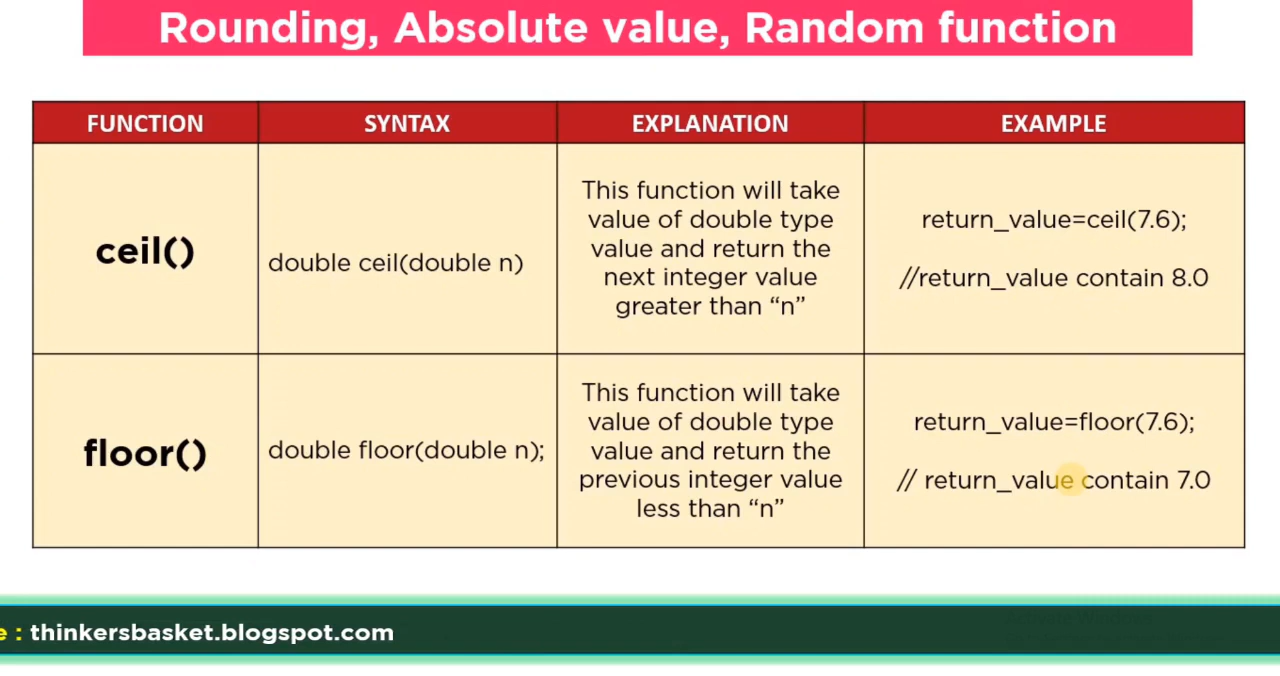 Rounding, Absolute value, Random function
FUNCTION
SYNTAX
EXPLANATION
EXAMPLE
ceil()
double ceil(double n)
This function will take
value of double type
value and return the
next integer value
greater than “n”
return_value=ceil(7.6);
//return_value contain 8.0
floor()
double floor(double n);
This function will take
value of double type
value and return the
previous integer value
less than “n”
return_value=floor(7.6);
// return_value contain 7.0
e : thinkersbasket.blogspot.com